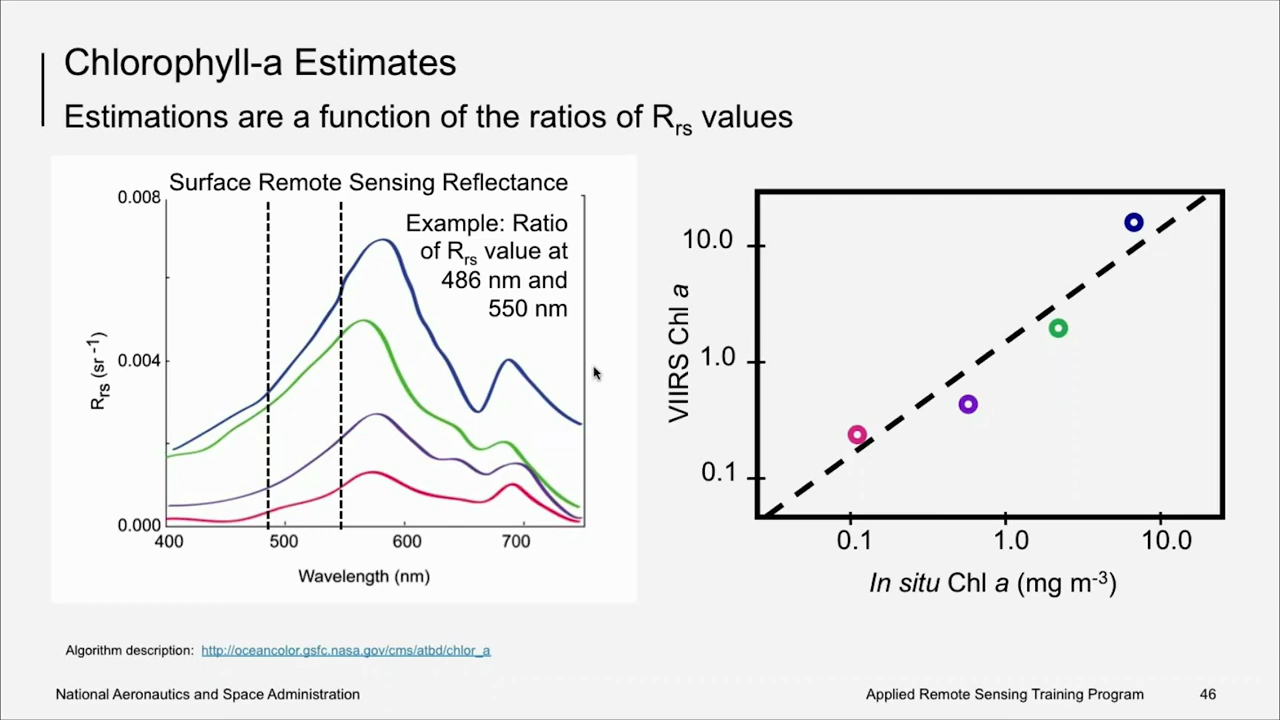 Chlorophyll-a Estimates
Estimations are a function of the ratios of Rrs values
Surface Remote Sensing Reflectance
Example: Ratio
of Rrs value at
486 nm and
550 nm
0.008
0.004
0.000
Rrs (sr-1)
400 500 600 700
Wavelength (nm)
VIIRS Chl a
10.0
1.0
0.1
0.1 1.0 10.0
In situ Chl a (mg m-3)
Algorithm description: http://oceancolor.gsfc.nasa.gov/cms/atbd/chlor_a
National Aeronautics and Space Administration
Applied Remote Sensing Training Program 46